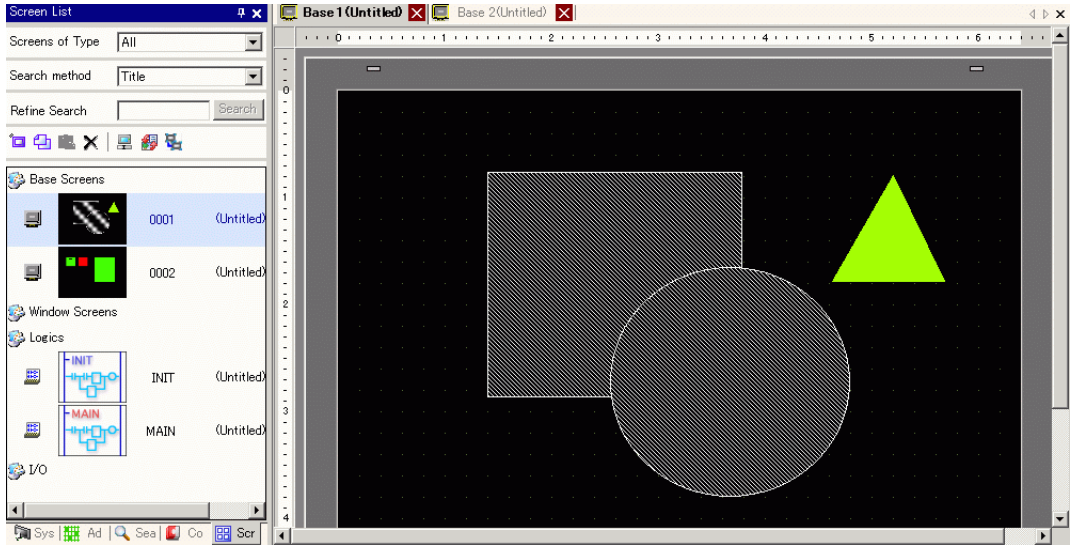 Screen List
Base 1(Untitled) Base 2(Untitled)
0 1 2 3 4 5 6
Screens of Type All
Search method Title
Refine Search Search
Base Screens
0001 (Untitled)
0002 (Untitled)
Window Screens
Logics
INIT INIT (Untitled)
MAIN MAIN (Untitled)
I/O
0
1
2
3
4
Sys Ad Sea Co Scr